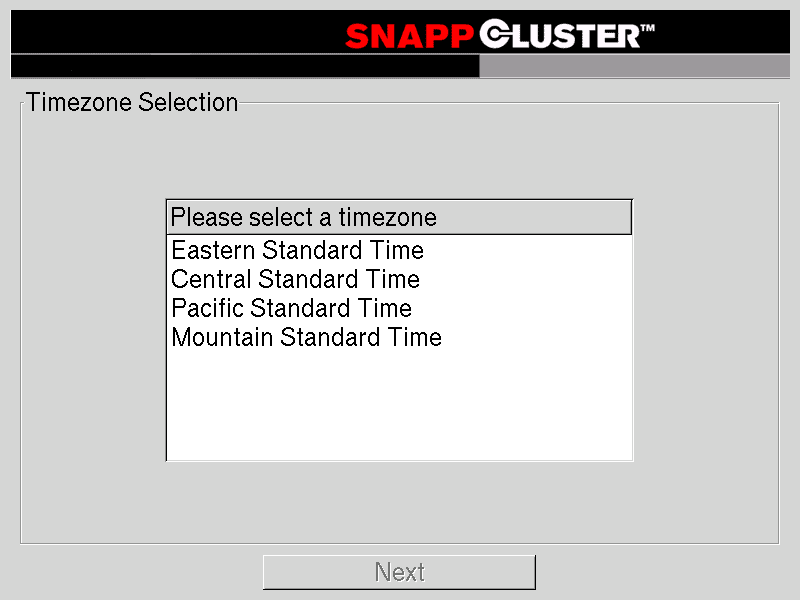 SNAPP CLUSTER™
Timezone Selection
Please select a timezone
Eastern Standard Time
Central Standard Time
Pacific Standard Time
Mountain Standard Time
Next